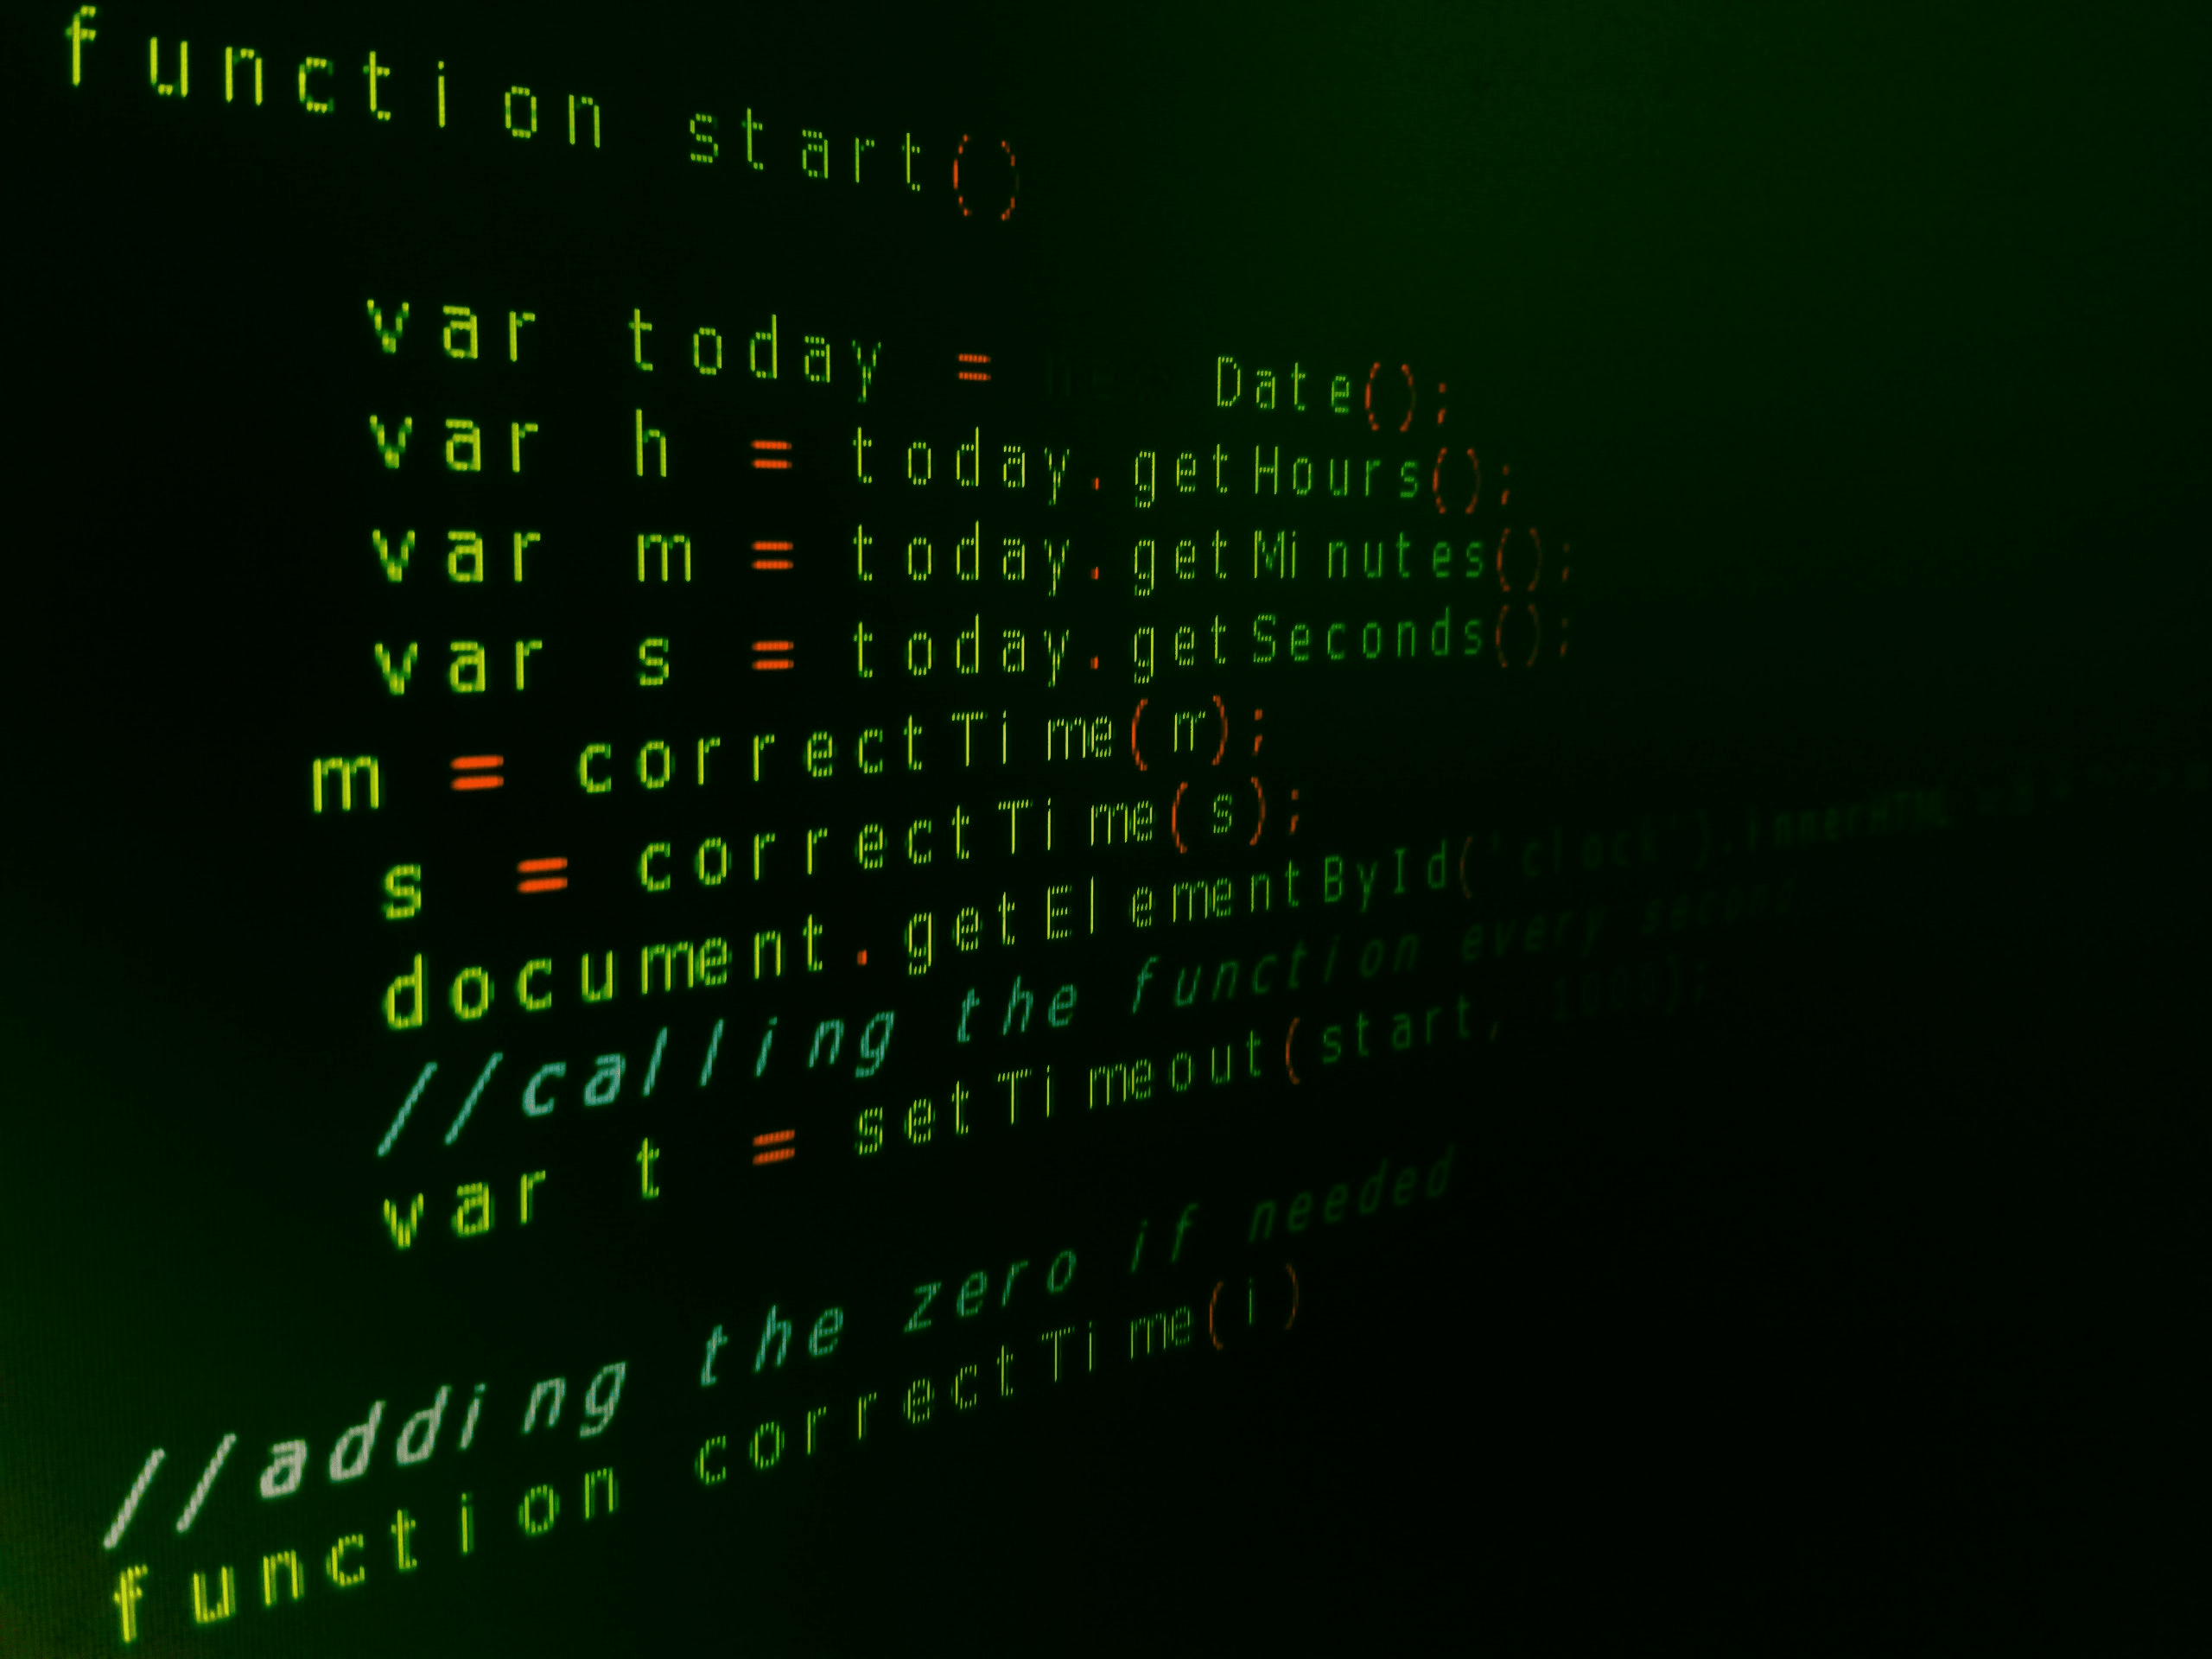 function start()
var today = new Date();
var h = today.getHours();
var m = today.getMinutes();
var s = today.getSeconds();
m = correctTime(m);
s = correctTime(s);
document.getElementById('clock').innerHTML
//calling the function every second
var t = setTimeout(start, 1000);
//adding the zero if needed
function correctTime(i)